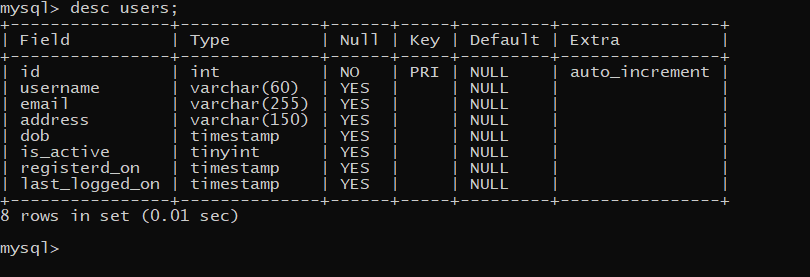 mysql> desc users;
+----------------+--------------+------+-----+---------+----------------+
| Field          | Type         | Null | Key | Default | Extra          |
+----------------+--------------+------+-----+---------+----------------+
| id             | int          | NO   | PRI | NULL    | auto_increment |
| username       | varchar(60)  | YES  |     | NULL    |                |
| email          | varchar(255) | YES  |     | NULL    |                |
| address        | varchar(150) | YES  |     | NULL    |                |
| dob            | timestamp    | YES  |     | NULL    |                |
| is_active      | tinyint      | YES  |     | NULL    |                |
| registerd_on   | timestamp    | YES  |     | NULL    |                |
| last_logged_on | timestamp    | YES  |     | NULL    |                |
+----------------+--------------+------+-----+---------+----------------+
8 rows in set (0.01 sec)
mysql>